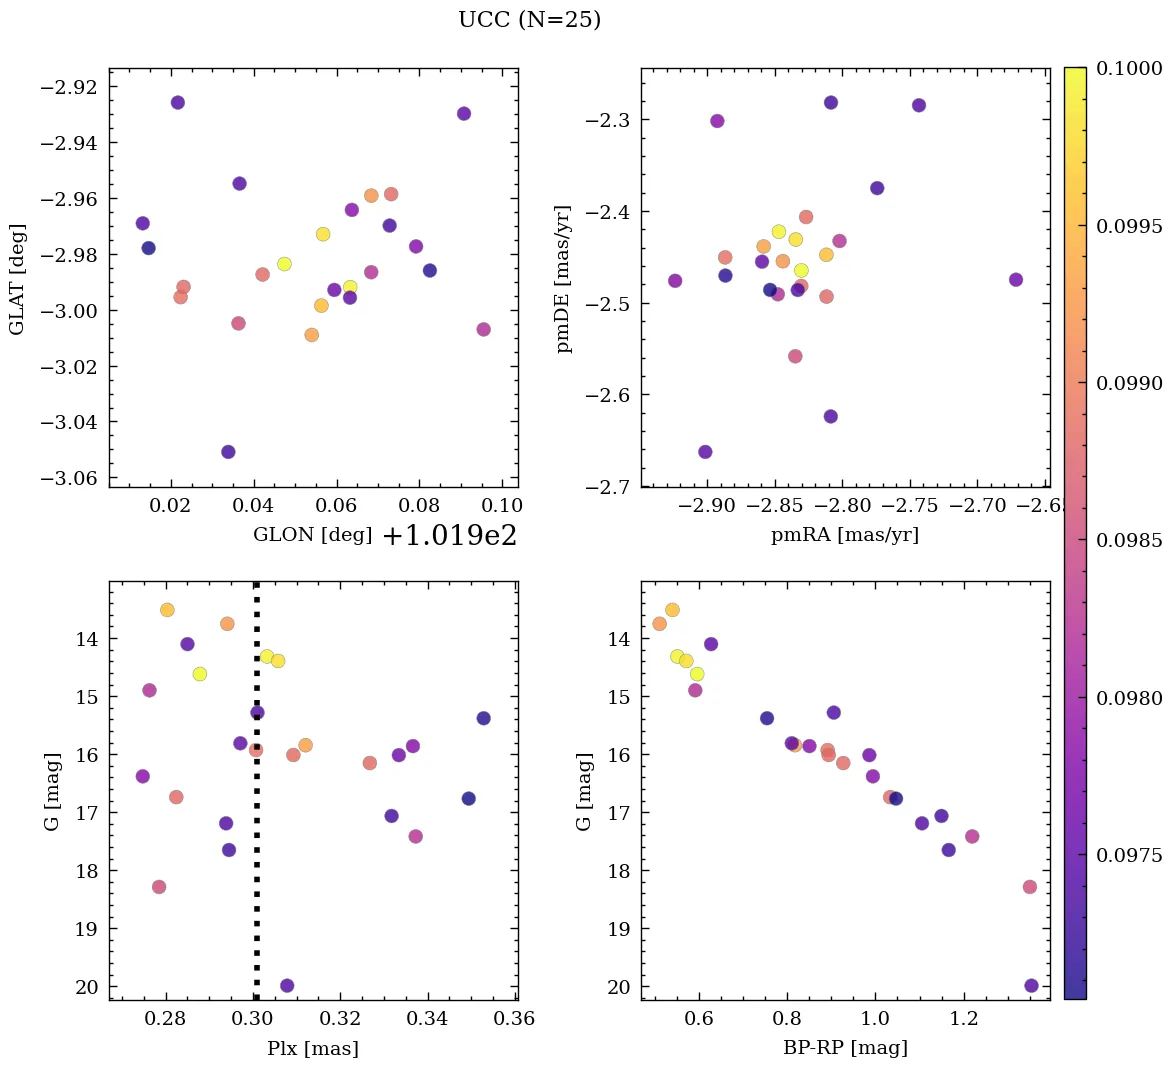 UCC (N=25)
−2.92
−2.94
−2.96
−2.98
−3.00
−3.02
−3.04
−3.06
GLAT [deg]
0.02 0.04 0.06 0.08 0.10
GLON [deg] +1.019e2
−2.3
−2.4
−2.5
−2.6
−2.7
pmDE [mas/yr]
−2.90 −2.85 −2.80 −2.75 −2.70 −2.6
pmRA [mas/yr]
0.1000
0.0995
0.0990
0.0985
0.0980
0.0975
14
15
16
17
18
19
20
G [mag]
0.28 0.30 0.32 0.34 0.36
Plx [mas]
14
15
16
17
18
19
20
G [mag]
0.6 0.8 1.0 1.2
BP-RP [mag]